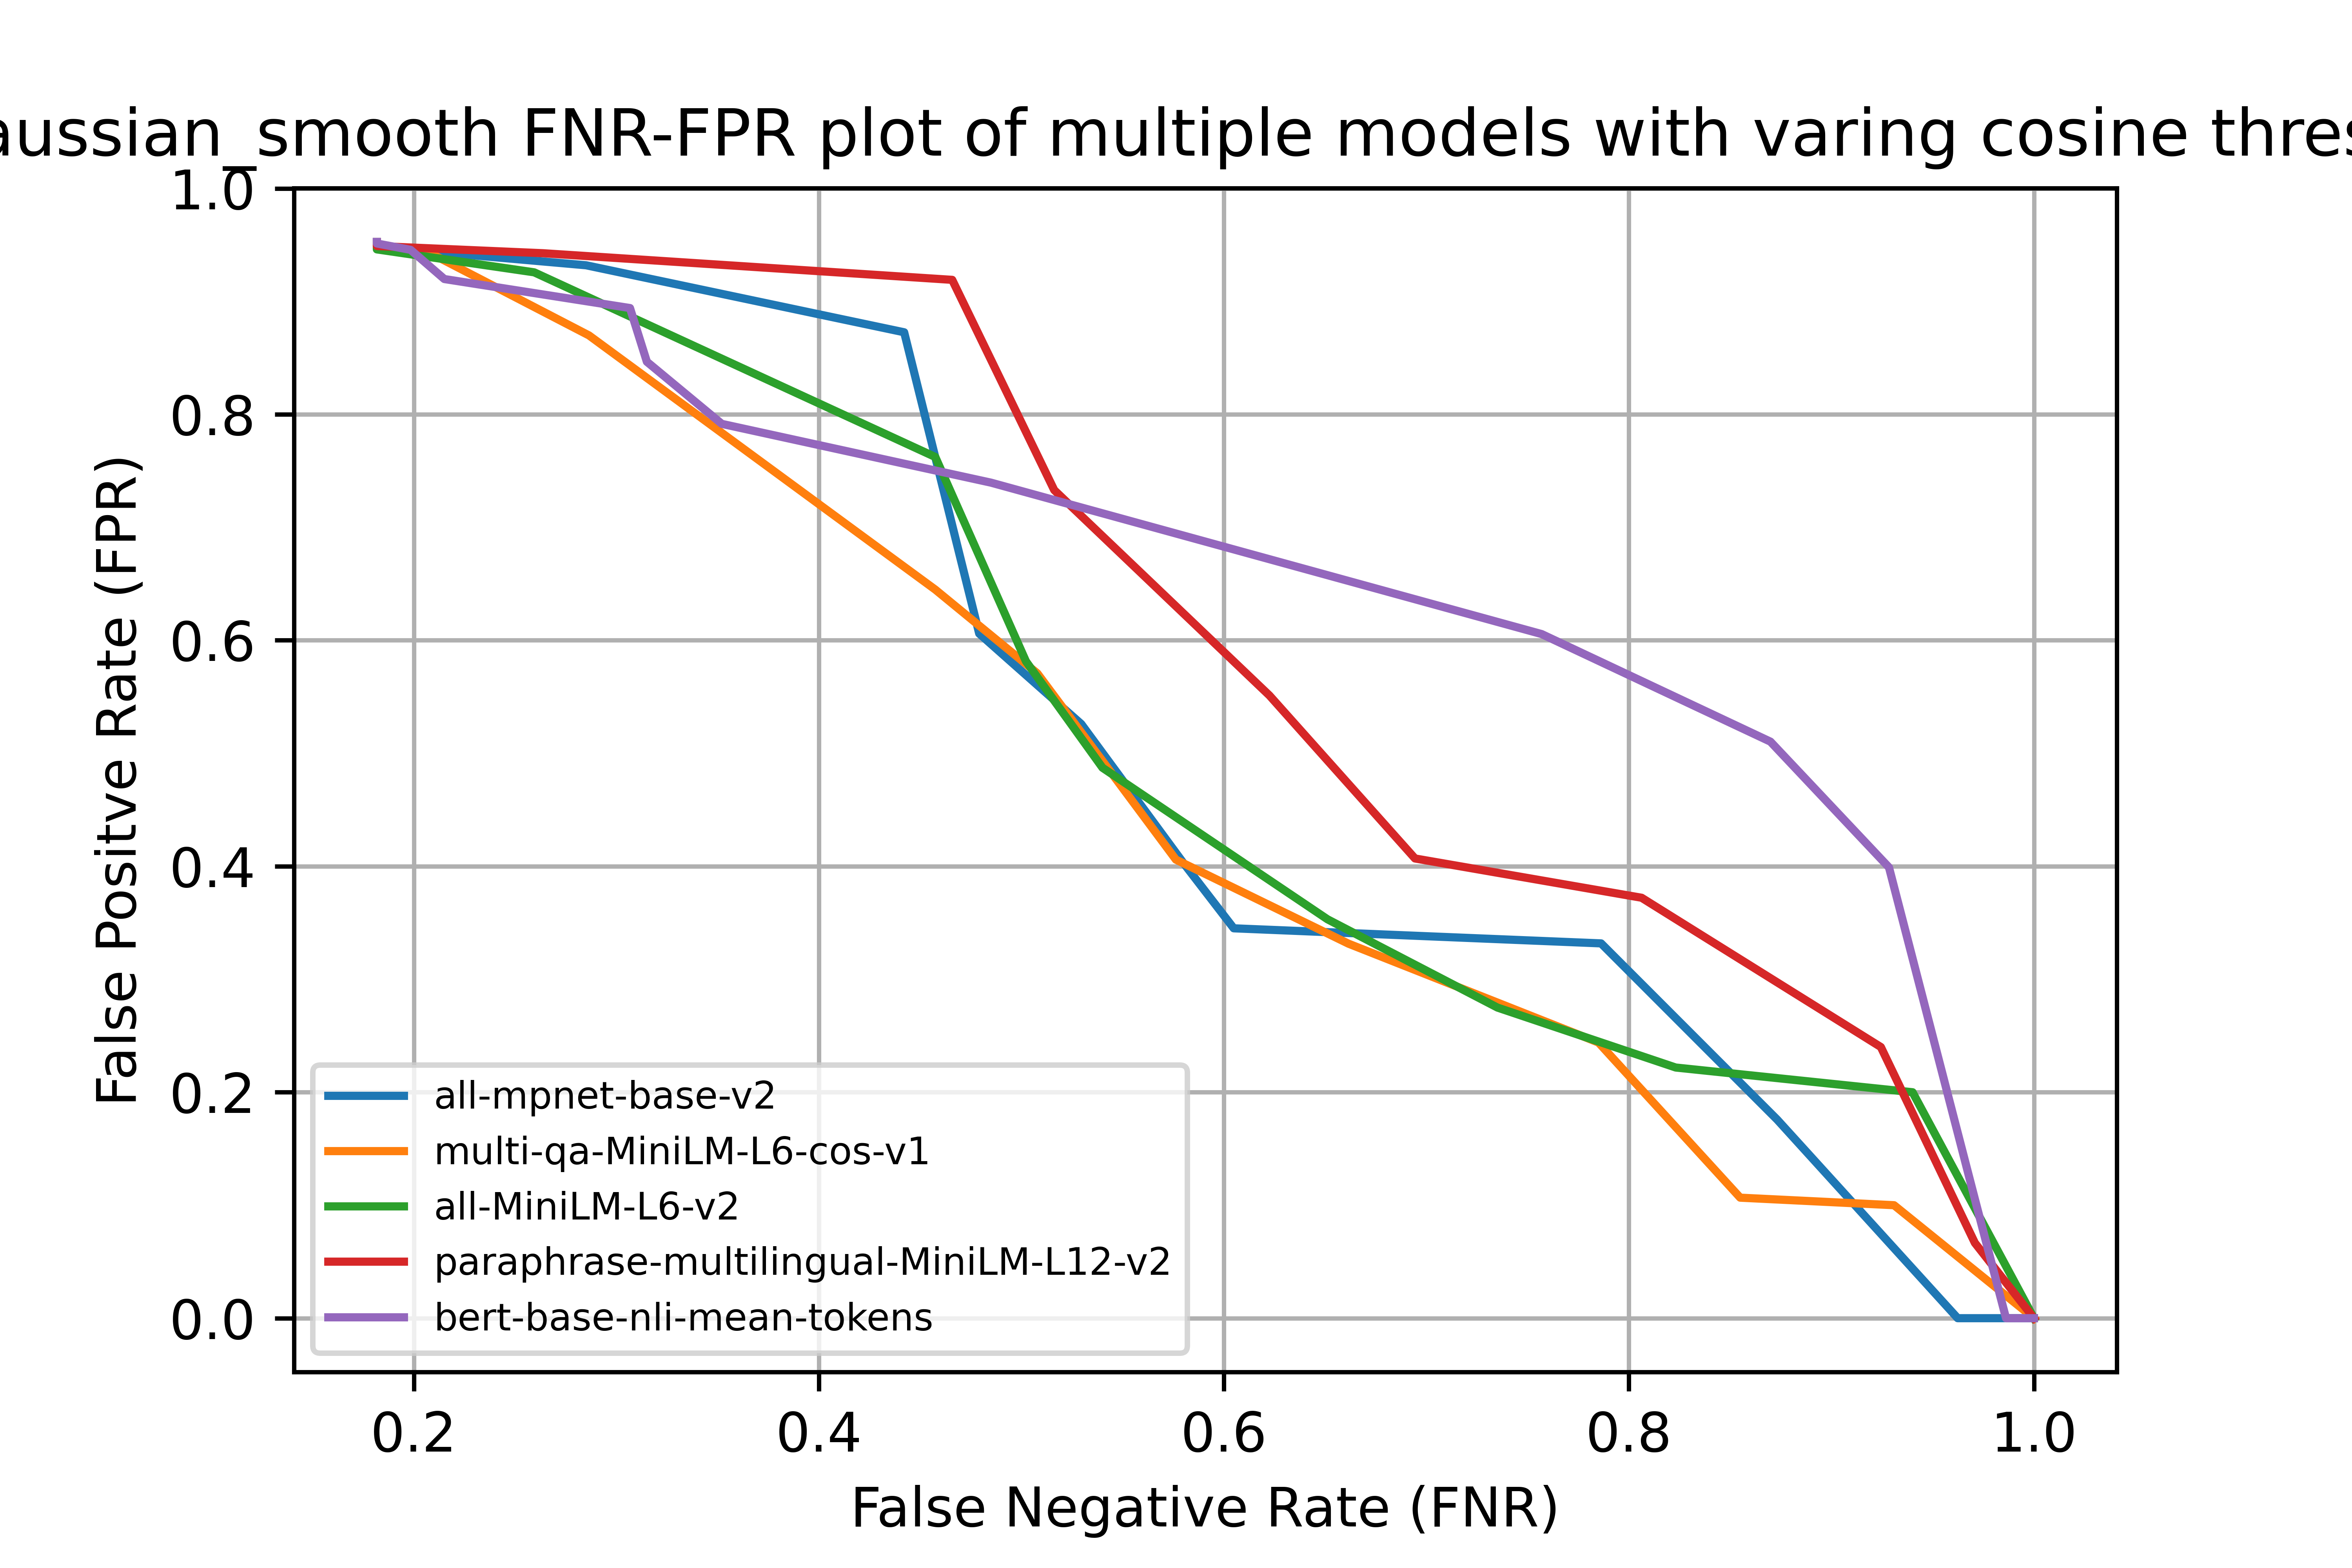 aussian_smooth FNR-FPR plot of multiple models with varing cosine thres
1.0
0.8
0.6
0.4
0.2
0.0
False Positve Rate (FPR)
all-mpnet-base-v2
multi-qa-MiniLM-L6-cos-v1
all-MiniLM-L6-v2
paraphrase-multilingual-MiniLM-L12-v2
bert-base-nli-mean-tokens
0.2 0.4 0.6 0.8 1.0
False Negative Rate (FNR)